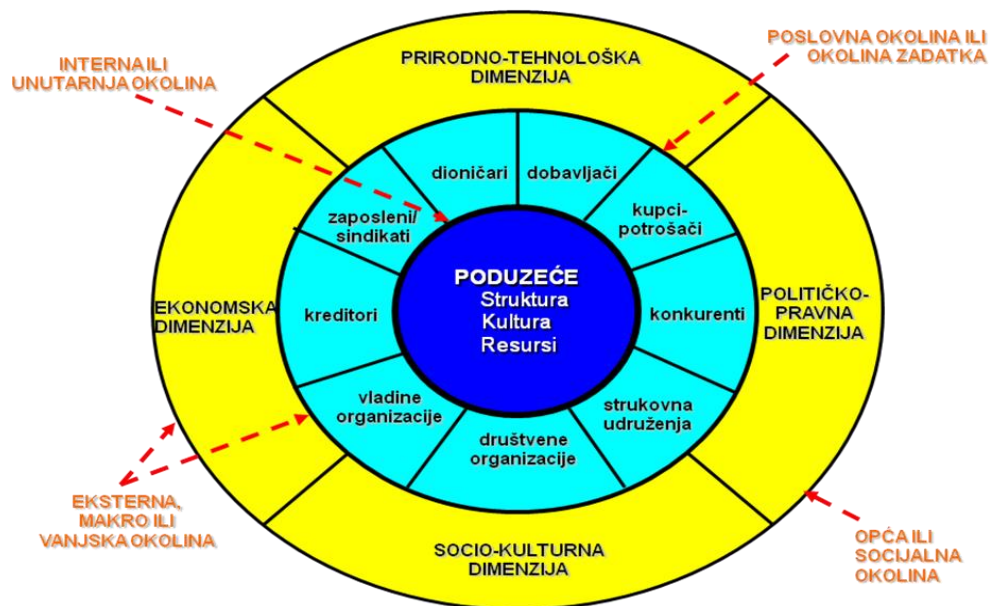 INTERNA ILI
UNUTARNJA OKOLINA
PRIRODNO-TEHNOLOŠKA
DIMENZIJA
POSLOVNA OKOLINA ILI
OKOLINA ZADATKA
dioničari
dobavljači
zaposleni/
sindikati
kupci-
potrošači
PODUZEĆE
Struktura
Kultura
Resursi
EKONOMSKA
DIMENZIJA
kreditori
konkurenti
POLITIČKO-
PRAVNA
DIMENZIJA
vladine
organizacije
društvene
organizacije
strukovna
udruženja
EKSTERNA,
MAKRO ILI
VANJSKA OKOLINA
SOCIO-KULTURNA
DIMENZIJA
OPĆA ILI
SOCIJALNA
OKOLINA